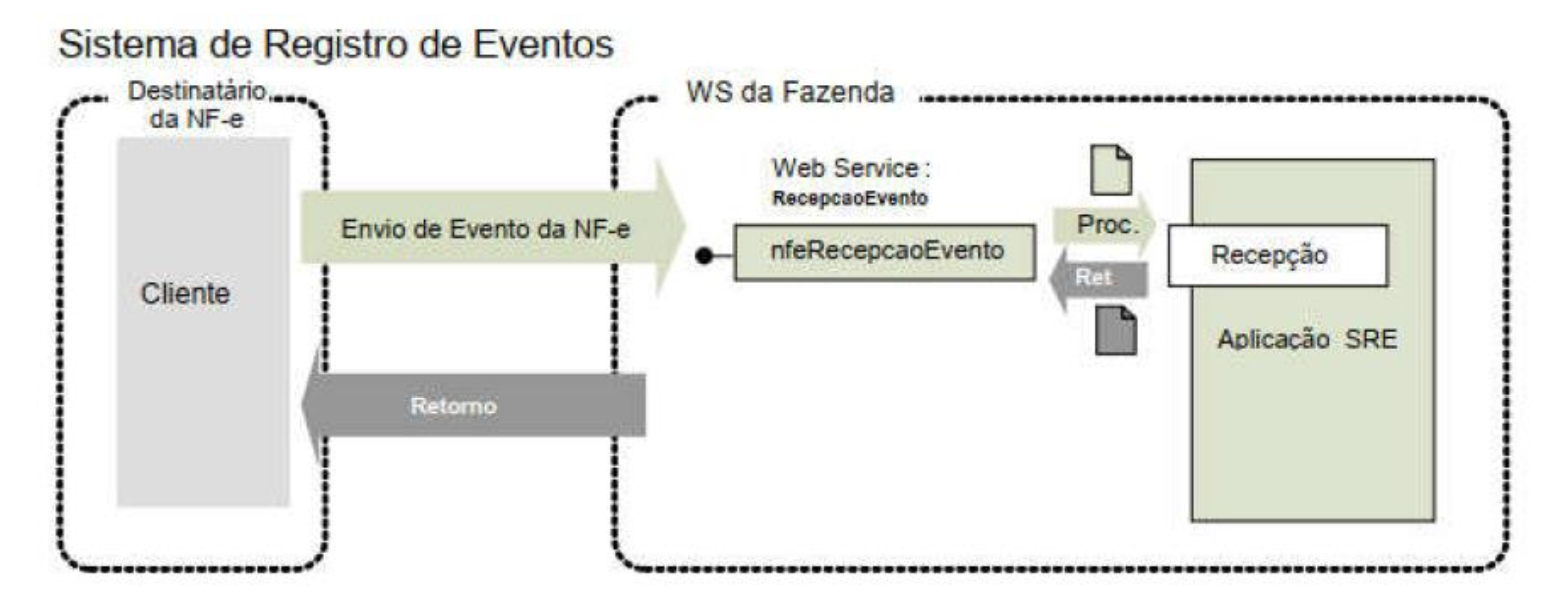 Sistema de Registro de Eventos
Destinatário
da NF-e
WS da Fazenda
Web Service :
RecepcaoEvento
Envio de Evento da NF-e
nfeRecepcaoEvento
Proc.
Ret
Recepção
Cliente
Aplicação SRE
Retorno